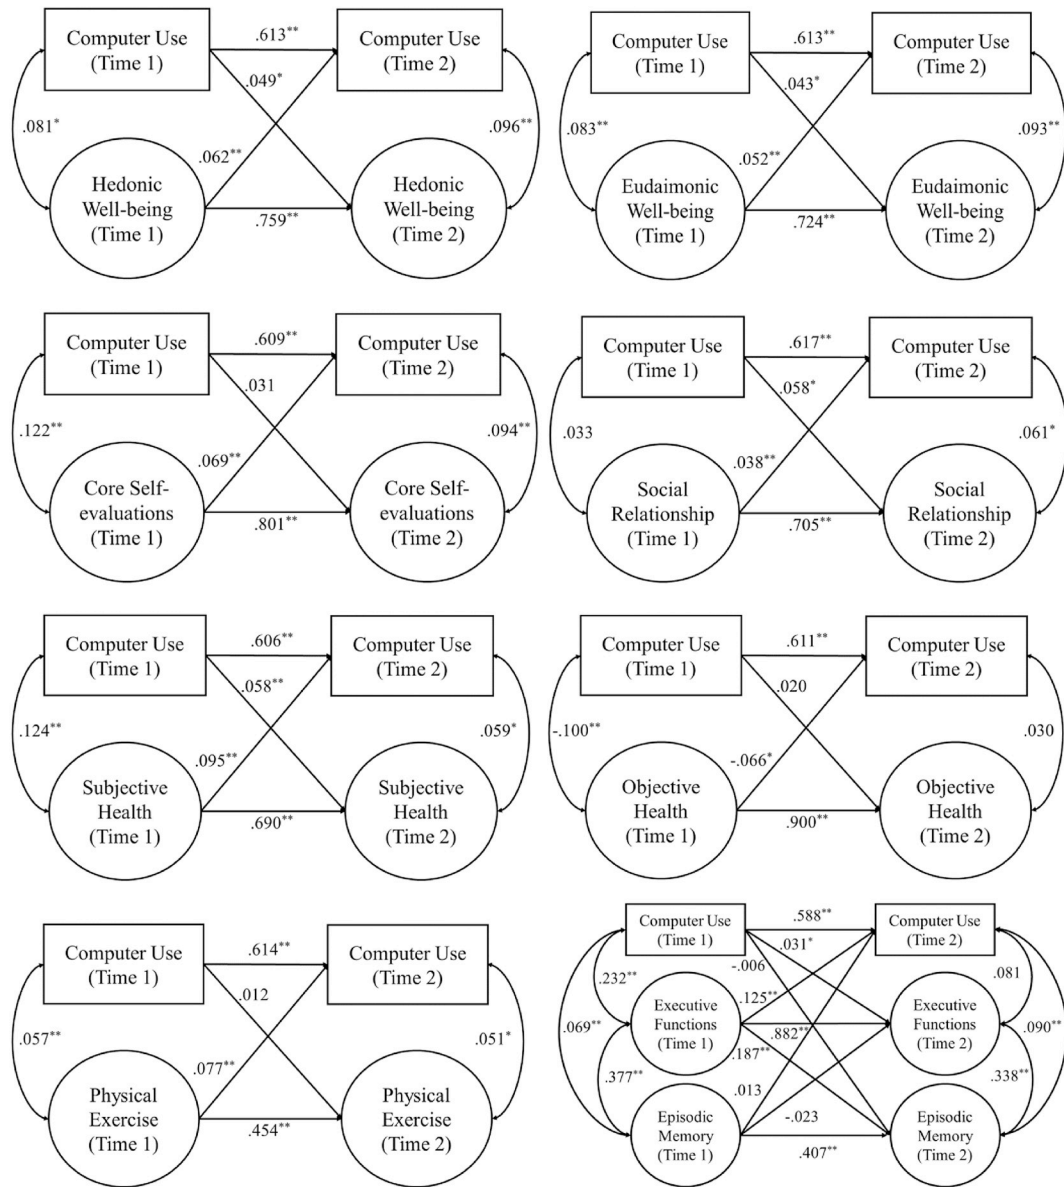 Computer Use
(Time 1)
.613**
Computer Use
(Time 2)
.049*
.081*
.096**
.062**
Hedonic
Well-being
(Time 1)
.759**
Hedonic
Well-being
(Time 2)
Computer Use
(Time 1)
.613**
Computer Use
(Time 2)
.043*
.083**
.093**
.052**
Eudaimonic
Well-being
(Time 1)
.724**
Eudaimonic
Well-being
(Time 2)
Computer Use
(Time 1)
.609**
Computer Use
(Time 2)
.031
.122**
.094**
.069**
Core Self-
evaluations
(Time 1)
.801**
Core Self-
evaluations
(Time 2)
Computer Use
(Time 1)
.617**
Computer Use
(Time 2)
.058*
.033
.061*
.038**
Social
Relationship
(Time 1)
.705**
Social
Relationship
(Time 2)
Computer Use
(Time 1)
.606**
Computer Use
(Time 2)
.058**
.124**
.059*
.095**
Subjective
Health
(Time 1)
.690**
Subjective
Health
(Time 2)
Computer Use
(Time 1)
.611**
Computer Use
(Time 2)
.020
-.100**
.030
-.066*
Objective
Health
(Time 1)
.900**
Objective
Health
(Time 2)
Computer Use
(Time 1)
.614**
Computer Use
(Time 2)
.012
.057**
.051*
.077**
Physical
Exercise
(Time 1)
.454**
Physical
Exercise
(Time 2)
Computer Use
(Time 1)
.588**
Computer Use
(Time 2)
.031*
-.006
.232**
.081
.125**
Executive
Functions
(Time 1)
.882**
Executive
Functions
(Time 2)
.069**
.090**
.187**
.377**
.338**
.013
-.023
Episodic
Memory
(Time 1)
.407**
Episodic
Memory
(Time 2)